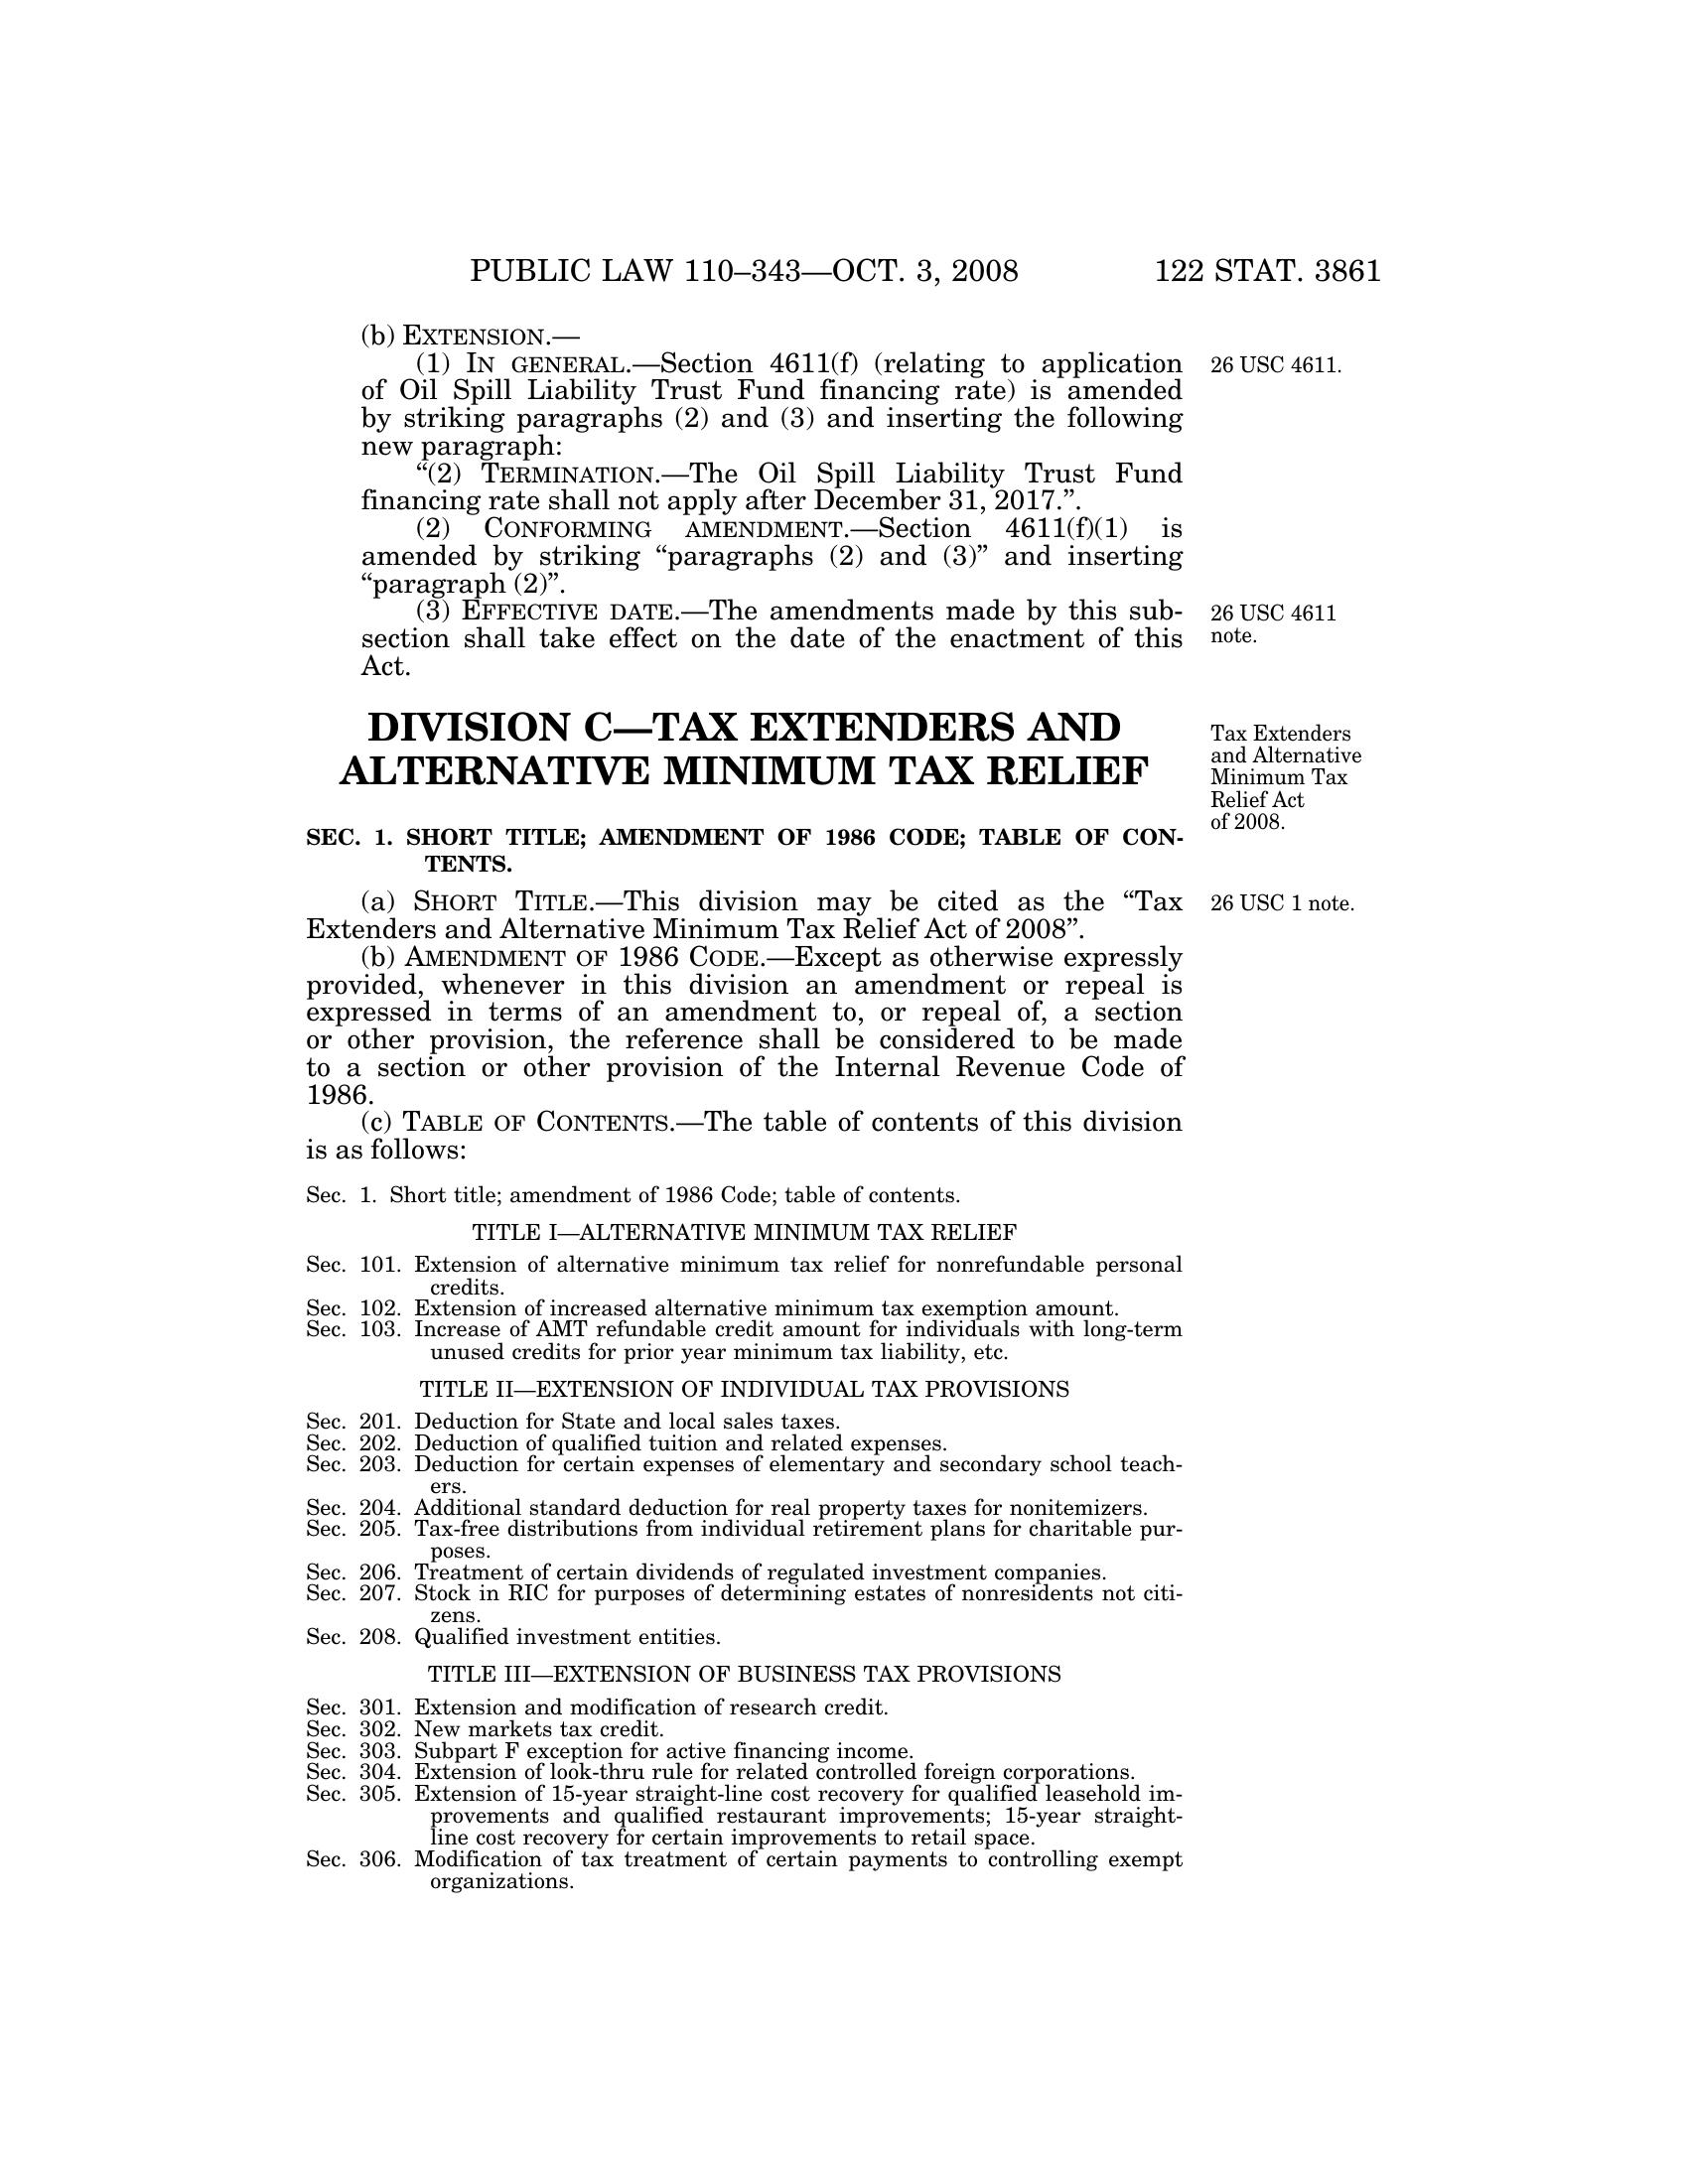 PUBLIC LAW 110–343—OCT. 3, 2008 122 STAT. 3861
(b) EXTENSION.—
(1) IN GENERAL.—Section 4611(f) (relating to application
of Oil Spill Liability Trust Fund financing rate) is amended
by striking paragraphs (2) and (3) and inserting the following
new paragraph:
“(2) TERMINATION.—The Oil Spill Liability Trust Fund
financing rate shall not apply after December 31, 2017.”.
(2) CONFORMING AMENDMENT.—Section 4611(f)(1) is
amended by striking “paragraphs (2) and (3)” and inserting
“paragraph (2)”.
(3) EFFECTIVE DATE.—The amendments made by this sub-
section shall take effect on the date of the enactment of this
Act.
26 USC 4611.
26 USC 4611
note.
DIVISION C—TAX EXTENDERS AND
ALTERNATIVE MINIMUM TAX RELIEF
Tax Extenders
and Alternative
Minimum Tax
Relief Act
of 2008.
SEC. 1. SHORT TITLE; AMENDMENT OF 1986 CODE; TABLE OF CON-
TENTS.
(a) SHORT TITLE.—This division may be cited as the “Tax
Extenders and Alternative Minimum Tax Relief Act of 2008”.
26 USC 1 note.
(b) AMENDMENT OF 1986 CODE.—Except as otherwise expressly
provided, whenever in this division an amendment or repeal is
expressed in terms of an amendment to, or repeal of, a section
or other provision, the reference shall be considered to be made
to a section or other provision of the Internal Revenue Code of
1986.
(c) TABLE OF CONTENTS.—The table of contents of this division
is as follows:
Sec. 1. Short title; amendment of 1986 Code; table of contents.
TITLE I—ALTERNATIVE MINIMUM TAX RELIEF
Sec. 101. Extension of alternative minimum tax relief for nonrefundable personal
credits.
Sec. 102. Extension of increased alternative minimum tax exemption amount.
Sec. 103. Increase of AMT refundable credit amount for individuals with long-term
unused credits for prior year minimum tax liability, etc.
TITLE II—EXTENSION OF INDIVIDUAL TAX PROVISIONS
Sec. 201. Deduction for State and local sales taxes.
Sec. 202. Deduction of qualified tuition and related expenses.
Sec. 203. Deduction for certain expenses of elementary and secondary school teach-
ers.
Sec. 204. Additional standard deduction for real property taxes for nonitemizers.
Sec. 205. Tax-free distributions from individual retirement plans for charitable pur-
poses.
Sec. 206. Treatment of certain dividends of regulated investment companies.
Sec. 207. Stock in RIC for purposes of determining estates of nonresidents not citi-
zens.
Sec. 208. Qualified investment entities.
TITLE III—EXTENSION OF BUSINESS TAX PROVISIONS
Sec. 301. Extension and modification of research credit.
Sec. 302. New markets tax credit.
Sec. 303. Subpart F exception for active financing income.
Sec. 304. Extension of look-thru rule for related controlled foreign corporations.
Sec. 305. Extension of 15-year straight-line cost recovery for qualified leasehold im-
provements and qualified restaurant improvements; 15-year straight-
line cost recovery for certain improvements to retail space.
Sec. 306. Modification of tax treatment of certain payments to controlling exempt
organizations.